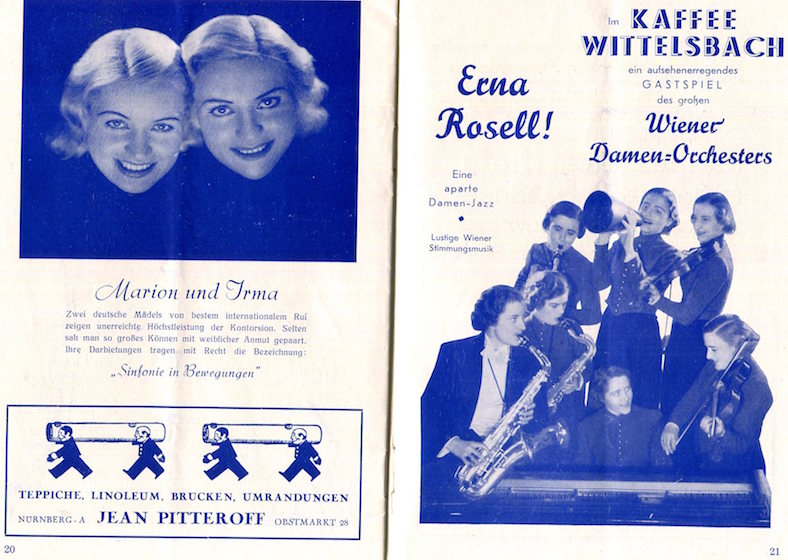 Marion und Irma
Zwei deutsche Mädels von bestem internationalem Ruf
zeigen unerreichte Höchstleistung der Kontorsion. Selten
sah man so großes Können mit weiblicher Anmut gepaart.
Ihre Darbietungen tragen mit Recht die Bezeichnung:
„Sinfonie in Bewegungen"
TEPPICHE, LINOLEUM, BRUCKEN, UMRANDUNGEN
NÜRNBERG-A JEAN PITTEROFF OBSTMARKT 28
20
Im KAFFEE
WITTELSBACH
ein aufsehenerregendes
GASTSPIEL
des großen
Wiener
Damen=Orchesters
Erna
Rosell!
Eine
aparte
Damen-Jazz
Lustige Wiener
Stimmungsmusik
21